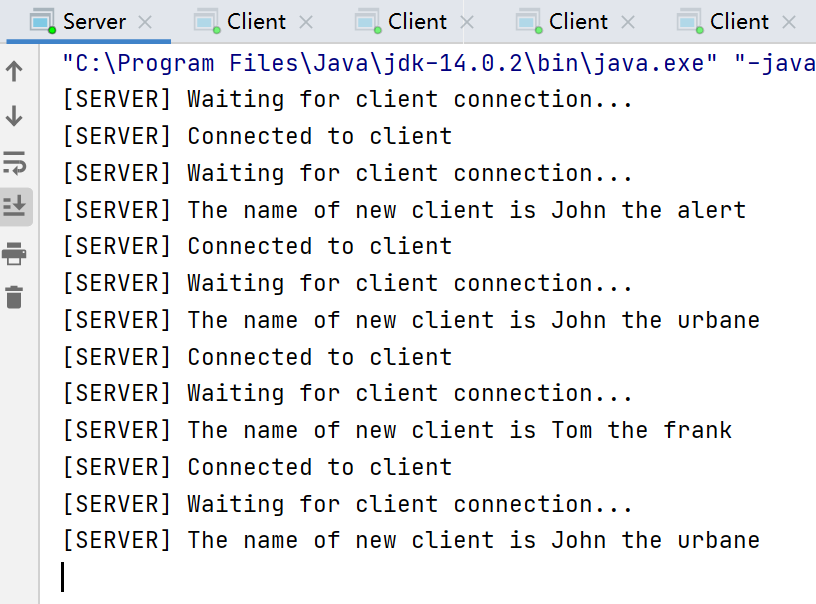 Server Client Client Client Client
"C:\Program Files\Java\jdk-14.0.2\bin\java.exe" "-java
[SERVER] Waiting for client connection...
[SERVER] Connected to client
[SERVER] Waiting for client connection...
[SERVER] The name of new client is John the alert
[SERVER] Connected to client
[SERVER] Waiting for client connection...
[SERVER] The name of new client is John the urbane
[SERVER] Connected to client
[SERVER] Waiting for client connection...
[SERVER] The name of new client is Tom the frank
[SERVER] Connected to client
[SERVER] Waiting for client connection...
[SERVER] The name of new client is John the urbane